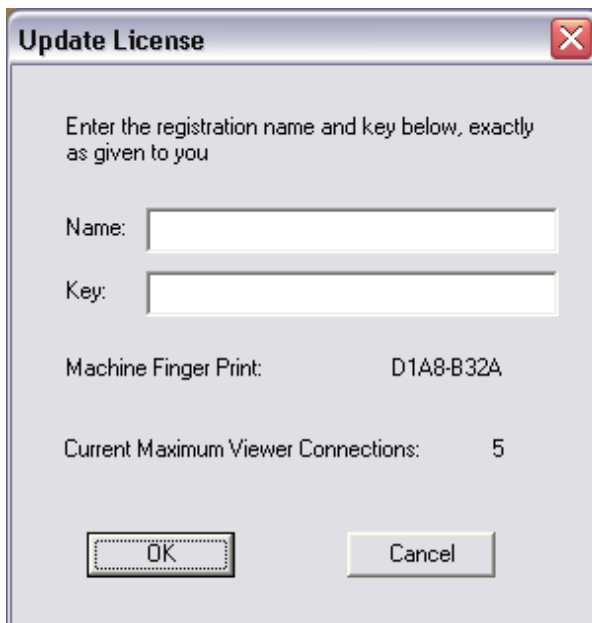 Update License
Enter the registration name and key below, exactly
as given to you
Name:
Key:
Machine Finger Print: D1A8-B32A
Current Maximum Viewer Connections: 5
OK Cancel